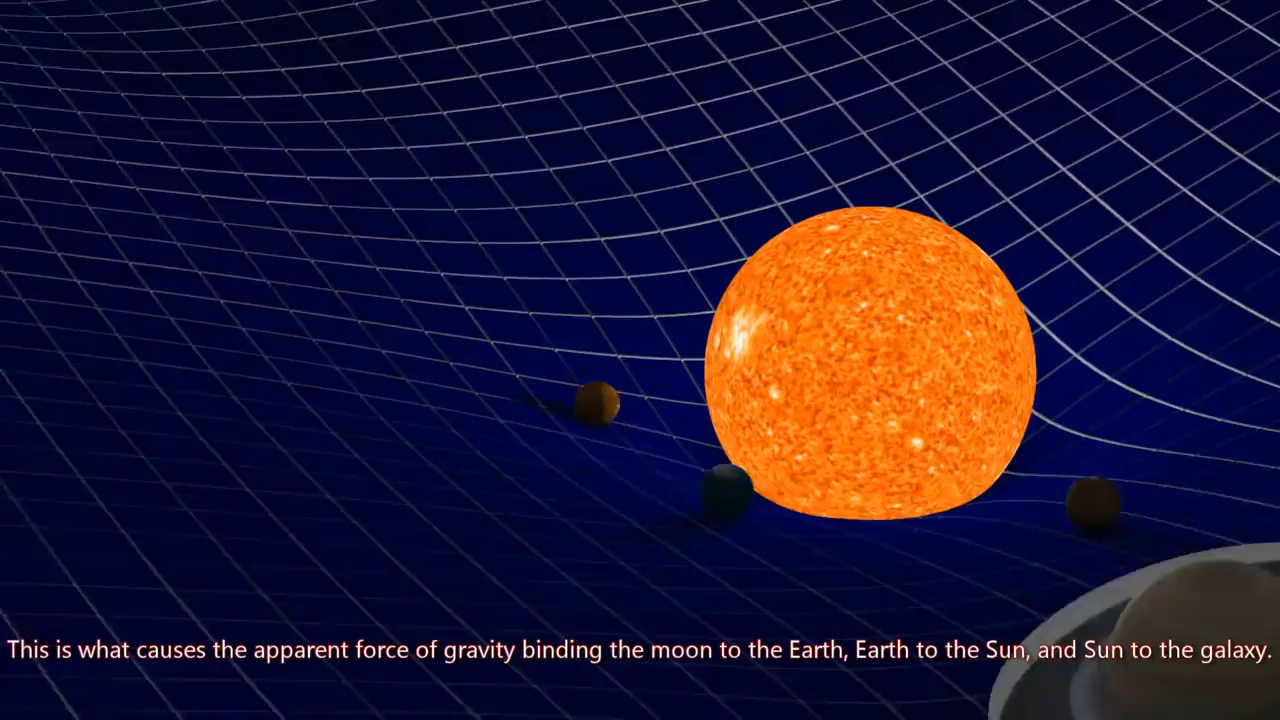 This is what causes the apparent force of gravity binding the moon to the Earth, Earth to the Sun, and Sun to the galaxy.